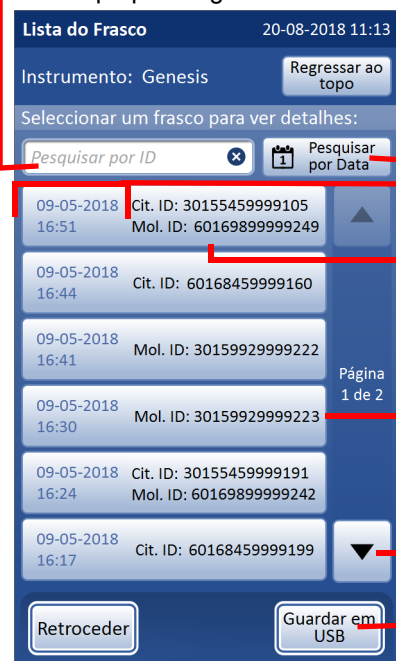 Lista do Frasco 20-08-2018 11:13
Instrumento: Genesis
Regressar ao
topo
Seleccionar um frasco para ver detalhes:
Pesquisar por ID
1
Pesquisar
por Data
09-05-2018
16:51
Cit. ID: 30155459999105
Mol. ID: 60169899999249
09-05-2018
16:44
Cit. ID: 60168459999160
09-05-2018
16:41
Mol. ID: 30159929999222
Página
1 de 2
09-05-2018
16:30
Mol. ID: 30159929999223
09-05-2018
16:24
Cit. ID: 30155459999191
Mol. ID: 60169899999242
09-05-2018
16:17
Cit. ID: 60168459999199
Retroceder
Guardar em
USB